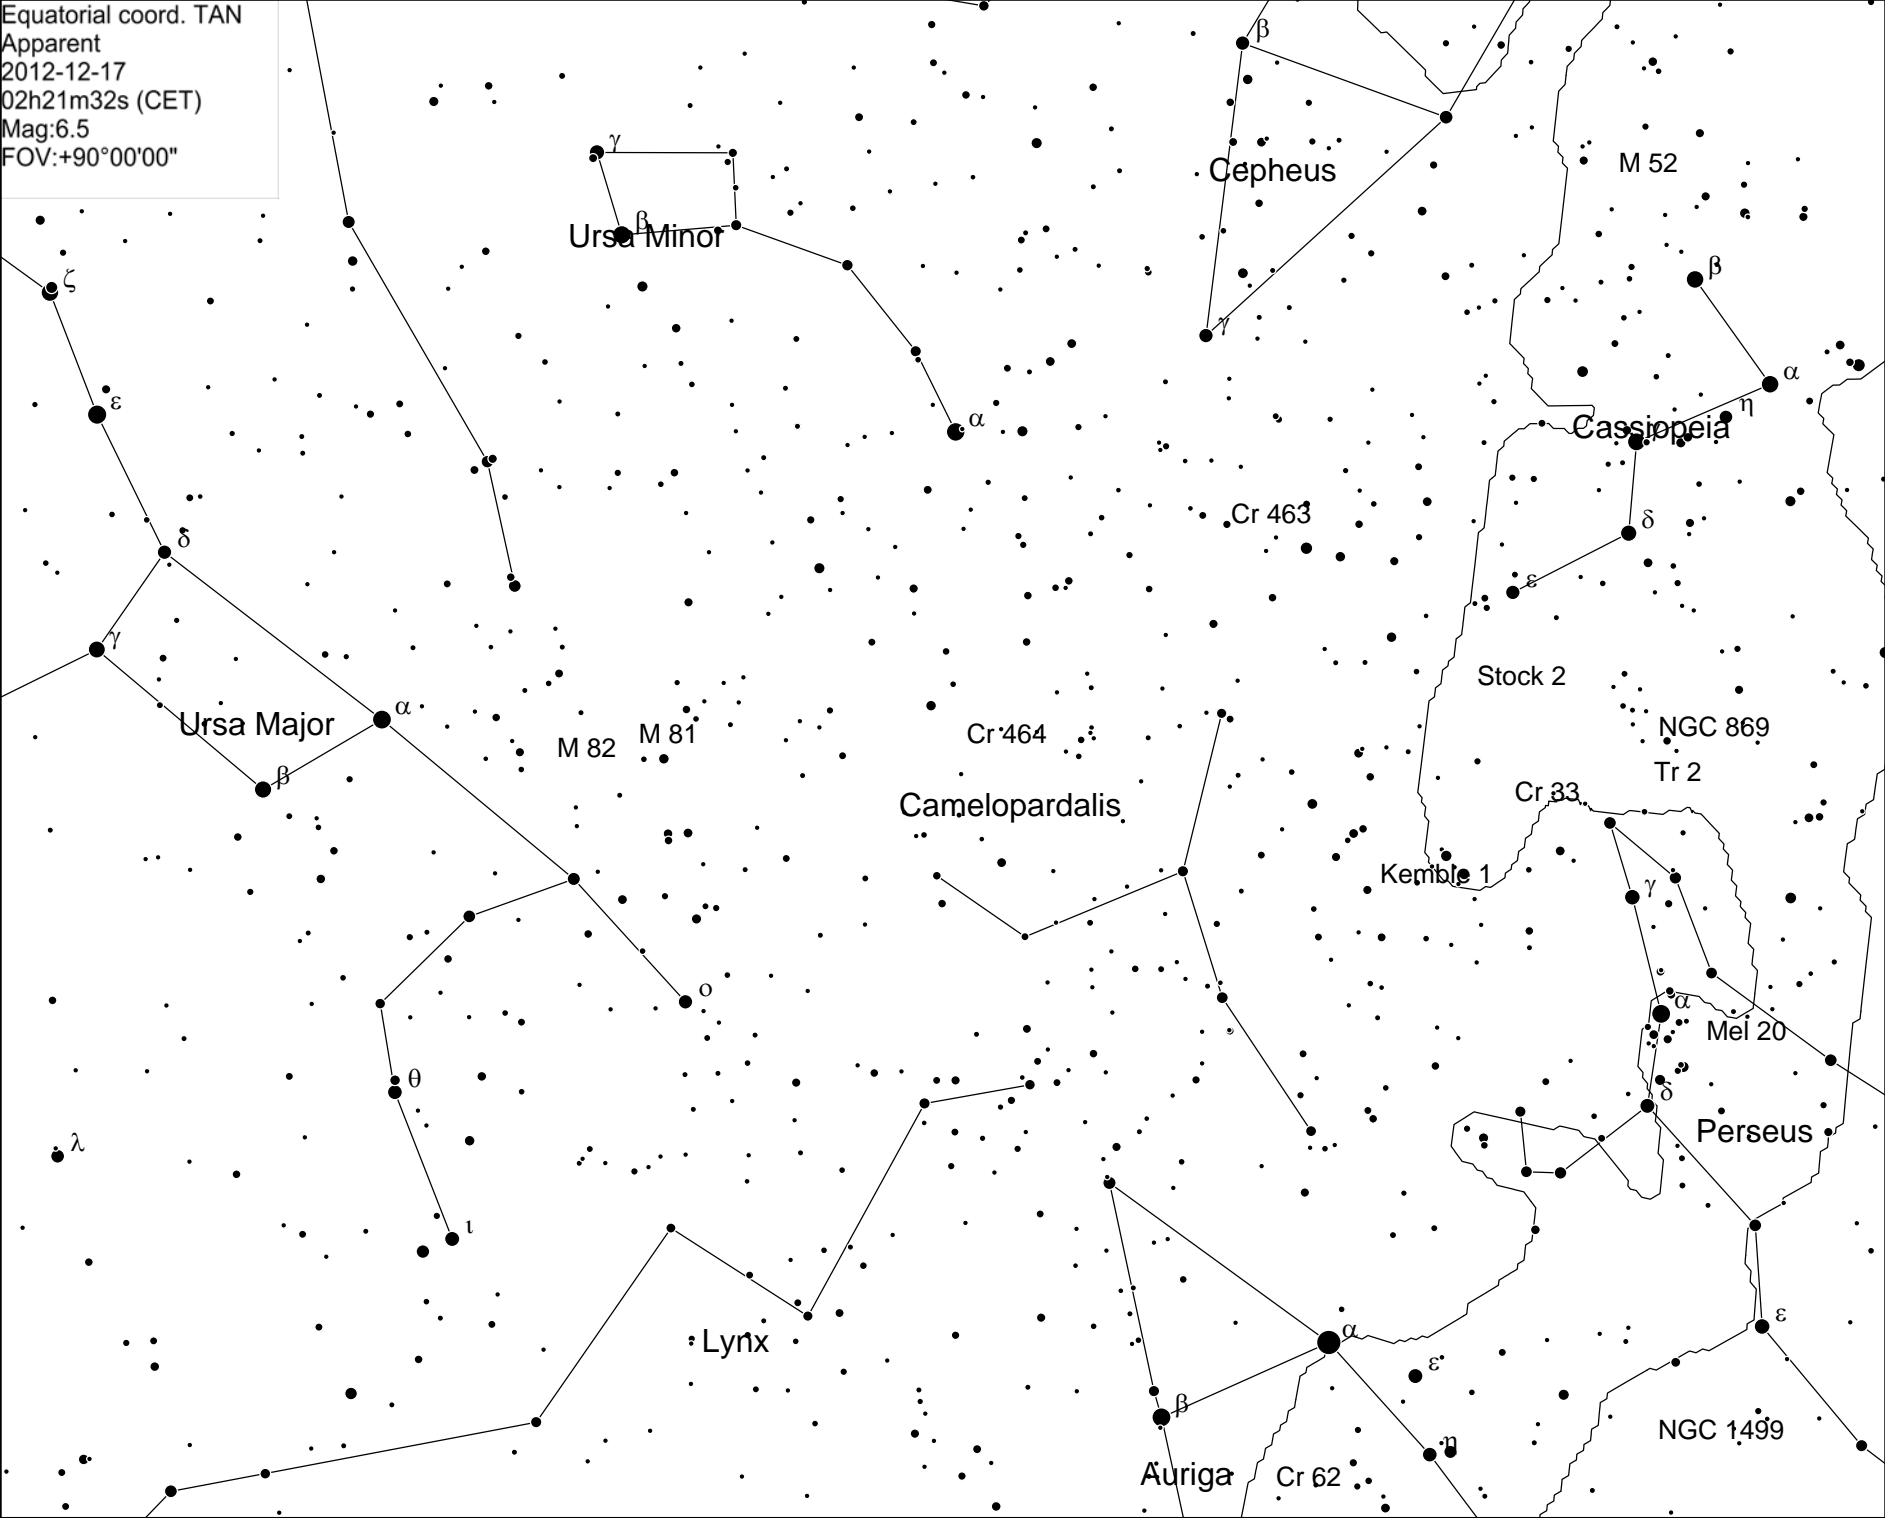 Equatorial coord. TAN
Apparent
2012-12-17
02h21m32s (CET)
Mag:6.5
FOV:+90°00'00"
β
γ
Cepheus
M 52
β
Ursa Minor
ζ
β
γ
α
ε
η
α
Cassiopeia
Cr 463
δ
δ
ε
γ
Stock 2
α
Ursa Major
M 82
M 81
Cr 464
NGC 869
β
Tr 2
Camelopardalis
Cr 33
Kemble 1
γ
ο
α
Mel 20
θ
δ
λ
Perseus
ι
ε
α
Lynx
ε
β
η
NGC 1499
Auriga
Cr 62